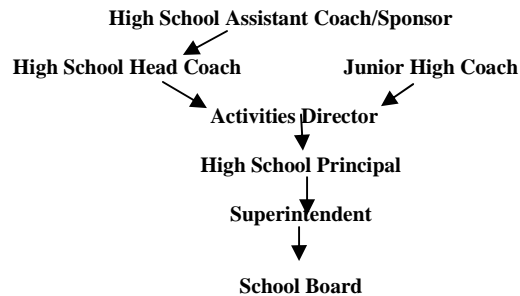 High School Assistant Coach/Sponsor
High School Head Coach
Junior High Coach
Activities Director
High School Principal
Superintendent
School Board